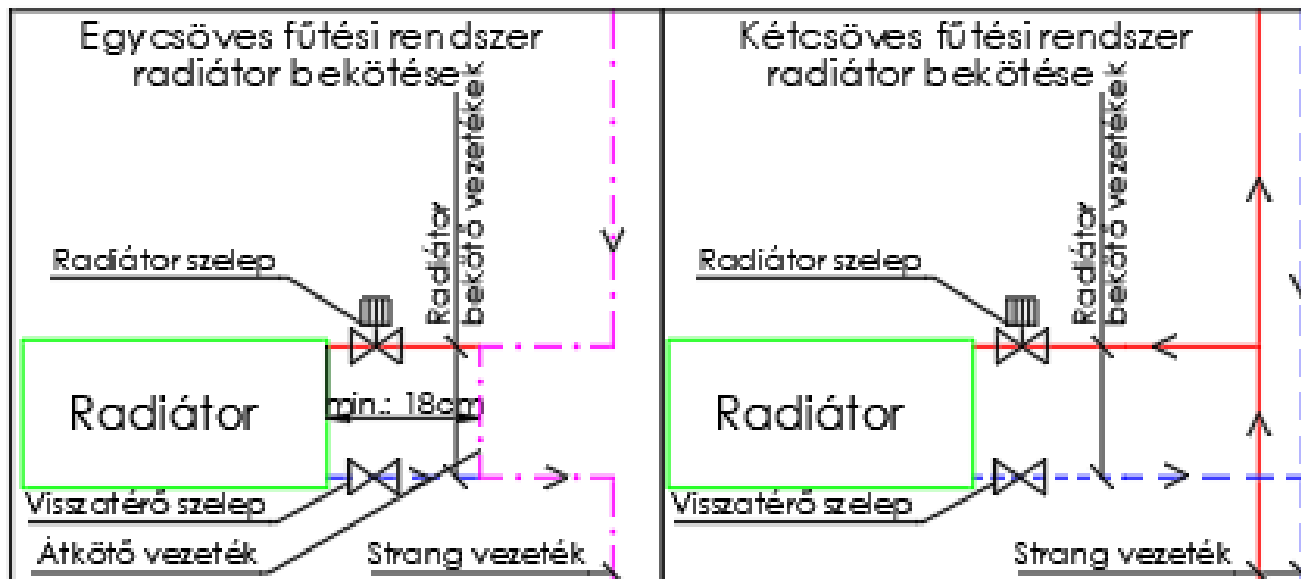 Egycsöves fűtési rendszer
radiátor bekötése
Radiátor
bekötő vezetékek
Radiátor szelep
Radiátor
min.: 18cm
Visszatérő szelep
Átkötő vezeték
Strang vezeték
Kétcsöves fűtési rendszer
radiátor bekötése
Radiátor
bekötő vezetékek
Radiátor szelep
Radiátor
Visszatérő szelep
Strang vezeték